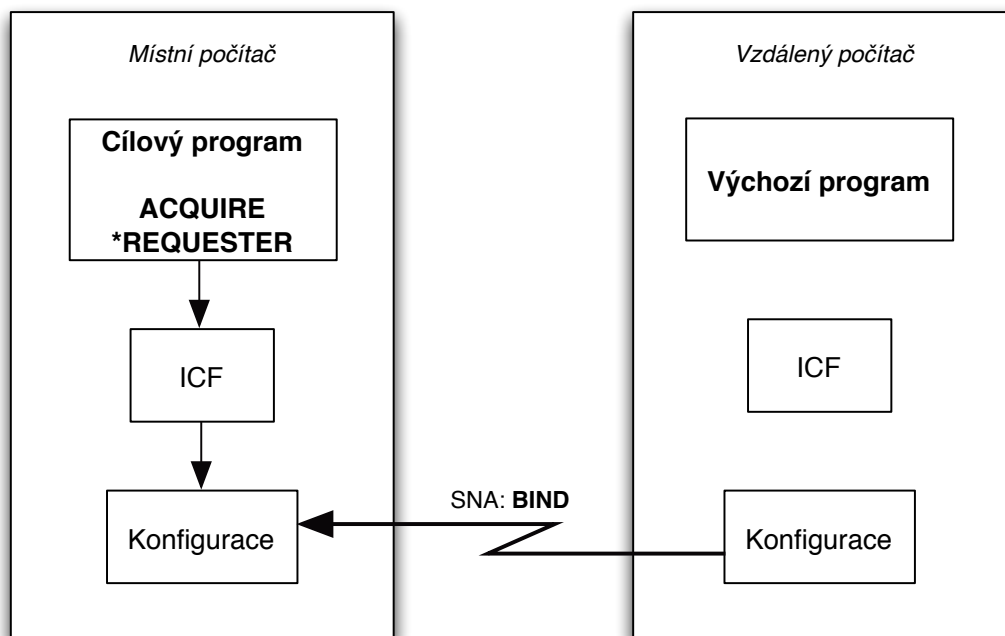 Místní počítač
Cílový program
ACQUIRE
*REQUESTER
ICF
Konfigurace
SNA: BIND
Vzdálený počítač
Výchozí program
ICF
Konfigurace